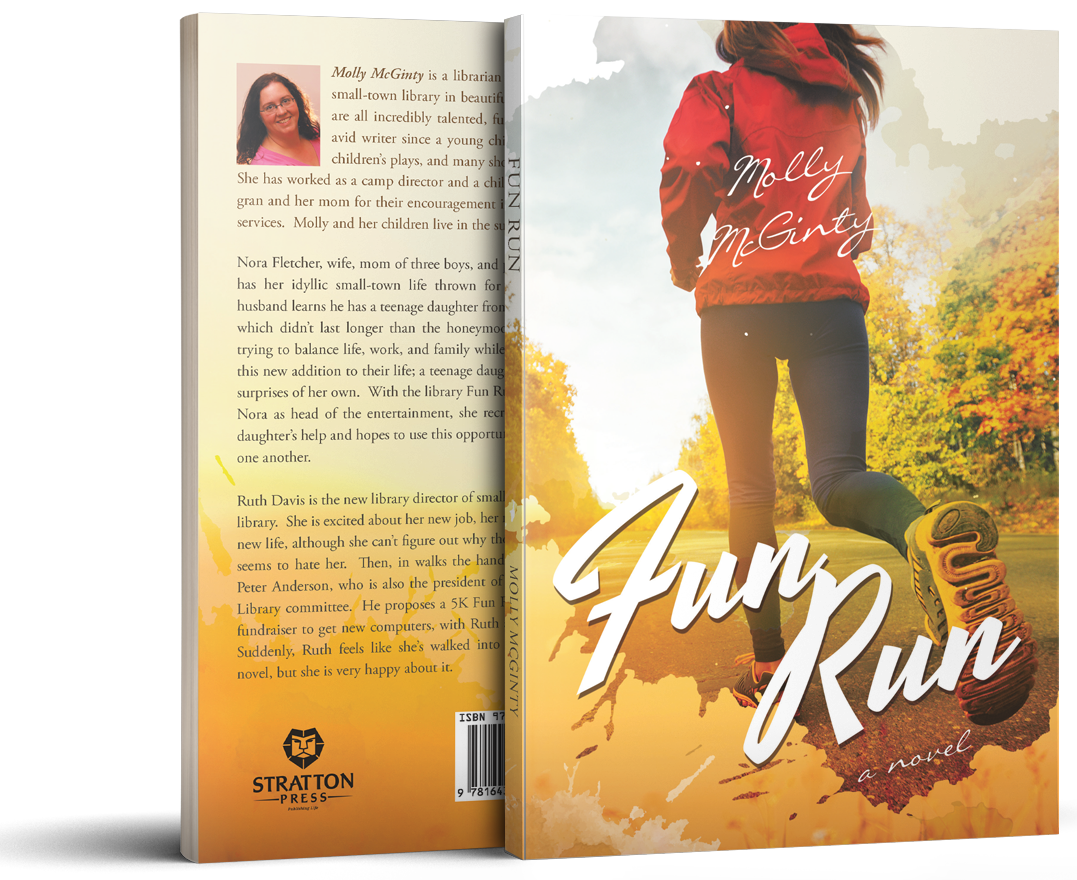 Molly McGinty is a librarian
small-town library in beautif
are all incredibly talented, fu
avid writer since a young chi
children's plays, and many sho
She has worked as a camp director and a chil
gran and her mom for their encouragement i
services. Molly and her children live in the su
Nora Fletcher, wife, mom of three boys, and
has her idyllic small-town life thrown for
husband learns he has a teenage daughter from
which didn't last longer than the honeymoo
trying to balance life, work, and family while
this new addition to their life; a teenage daug
surprises of her own. With the library Fun R
Nora as head of the entertainment, she recr
daughter's help and hopes to use this opportu
one another.
Ruth Davis is the new library director of smal
library. She is excited about her new job, her
new life, although she can't figure out why the
seems to hate her. Then, in walks the hand
Peter Anderson, who is also the president of
Library committee. He proposes a 5K Fun
fundraiser to get new computers, with Ruth
Suddenly, Ruth feels like she's walked into
novel, but she is very happy about it.
STRATTON
PRESS
Publishing Life
ISBN 97
9 78164
FUN RUN
MOLLY MCGINTY
Molly
McGinty
Fun
Run
a novel